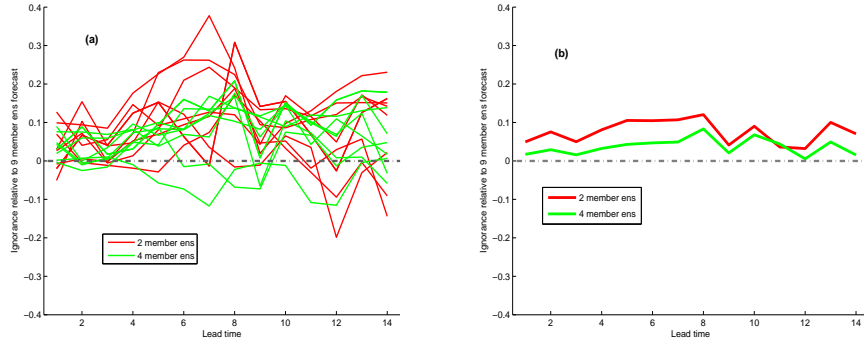 (a)
Ignorance relative to 9 member ens forecast
0.4
0.3
0.2
0.1
0
−0.1
−0.2
−0.3
−0.4
2 member ens
4 member ens
2 4 6 8 10 12 14
Lead time
(b)
Ignorance relative to 9 member ens forecast
0.4
0.3
0.2
0.1
0
−0.1
−0.2
−0.3
−0.4
2 member ens
4 member ens
2 4 6 8 10 12 14
Lead time